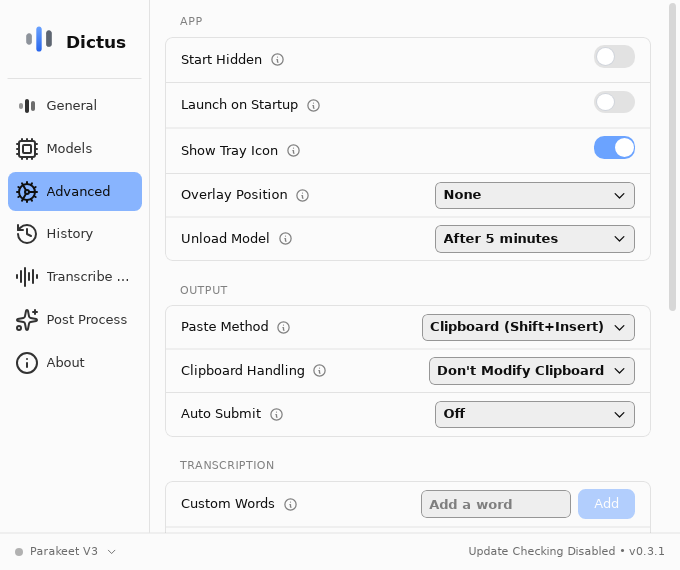 Dictus
General
Models
Advanced
History
Transcribe ...
Post Process
About
APP
Start Hidden
Launch on Startup
Show Tray Icon
Overlay Position None
Unload Model After 5 minutes
OUTPUT
Paste Method Clipboard (Shift+Insert)
Clipboard Handling Don't Modify Clipboard
Auto Submit Off
TRANSCRIPTION
Custom Words Add a word Add
Parakeet V3 Update Checking Disabled • v0.3.1